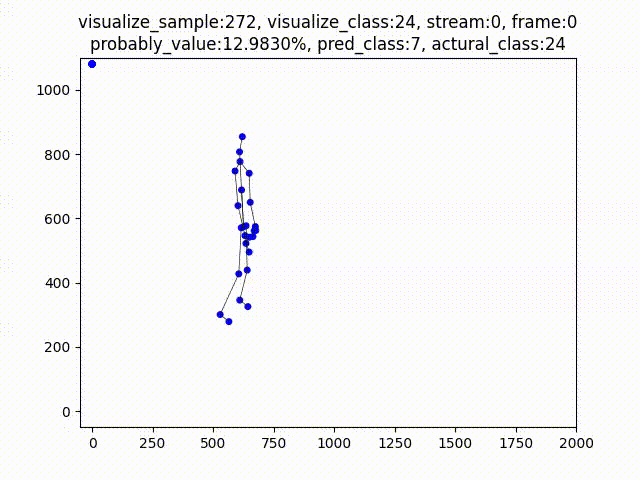 visualize_sample:272, visualize_class:24, stream:0, frame:0
probably_value:12.9830%, pred_class:7, actural_class:24
1000
800
600
400
200
0
0 250 500 750 1000 1250 1500 1750 2000